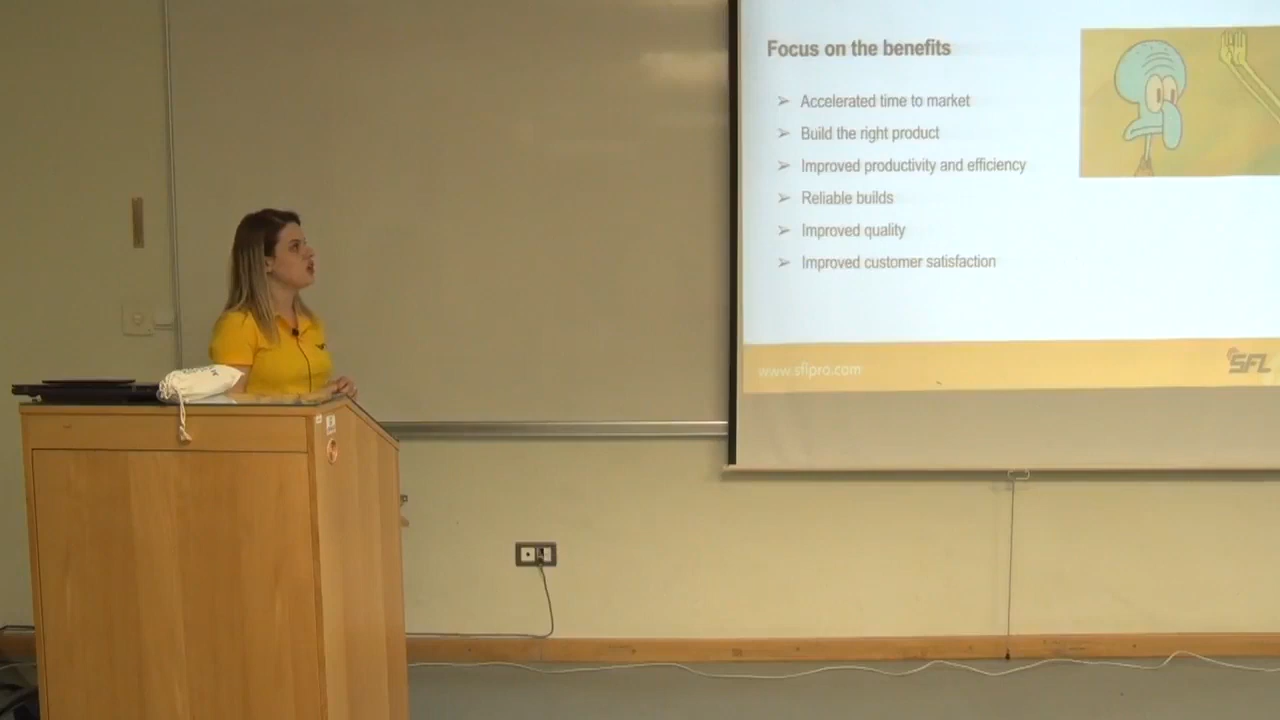 Focus on the benefits
➢ Accelerated time to market
➢ Build the right product
➢ Improved productivity and efficiency
➢ Reliable builds
➢ Improved quality
➢ Improved customer satisfaction
www.sflpro.com
SFL